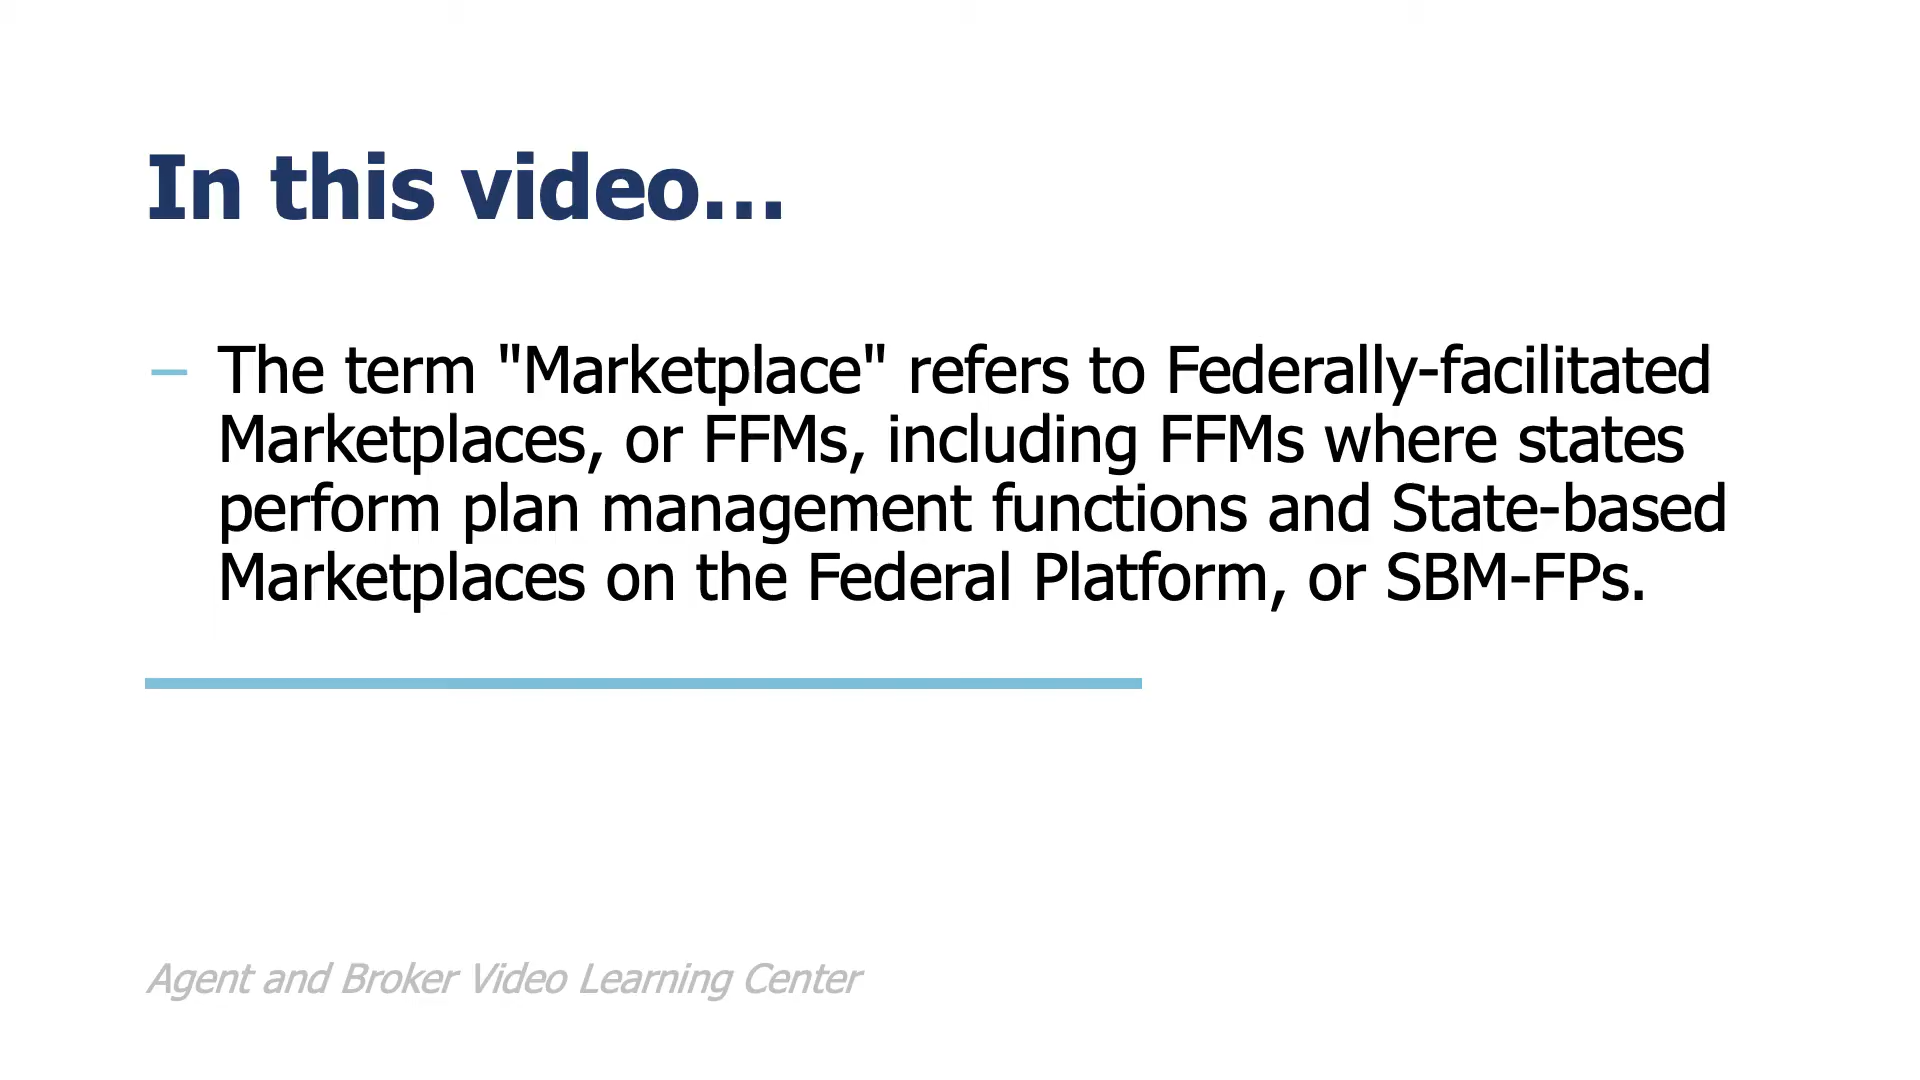 In this video...
– The term "Marketplace" refers to Federally-facilitated
Marketplaces, or FFMs, including FFMs where states
perform plan management functions and State-based
Marketplaces on the Federal Platform, or SBM-FPs.
Agent and Broker Video Learning Center